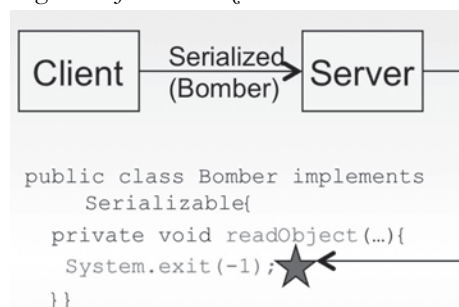 Client
Serialized
(Bomber)
Server
public class Bomber implements
Serializable{
private void readObject(…){
System.exit(-1);
}}